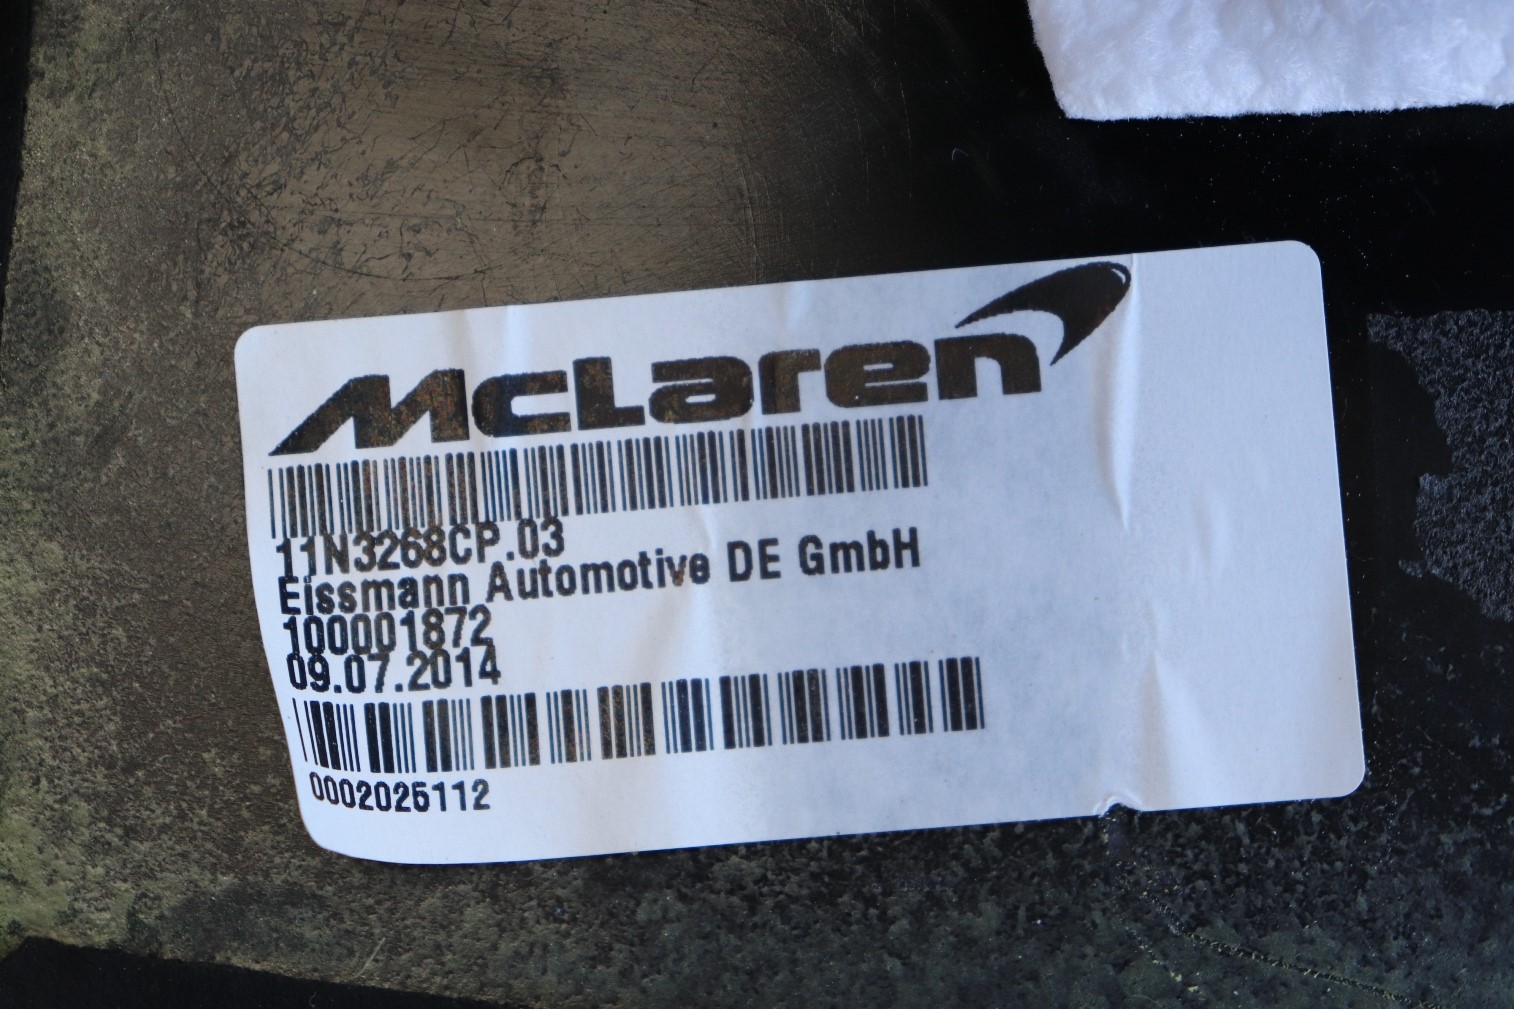 McLaren
11N3268CP.03
Eissmann Automotive DE GmbH
100001872
09.07.2014
0002025112